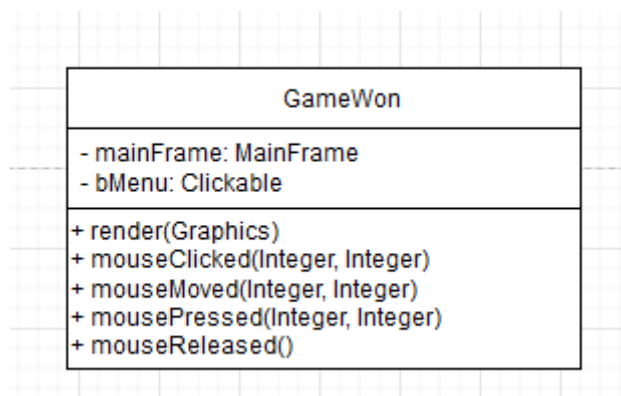 GameWon
- mainFrame: MainFrame
- bMenu: Clickable
+ render(Graphics)
+ mouseClicked(Integer, Integer)
+ mouseMoved(Integer, Integer)
+ mousePressed(Integer, Integer)
+ mouseReleased()